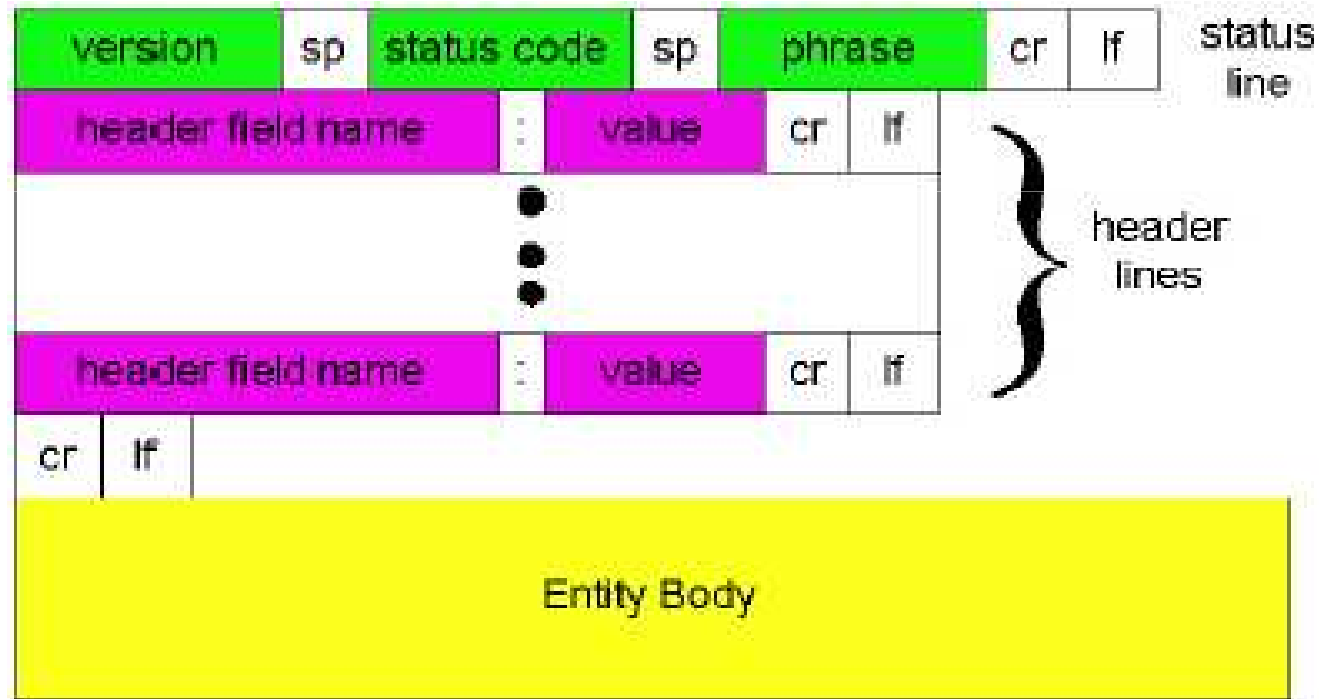 version sp status code sp phrase cr lf status line
header field name : value cr lf
header lines
header field name : value cr lf
cr lf
Entity Body